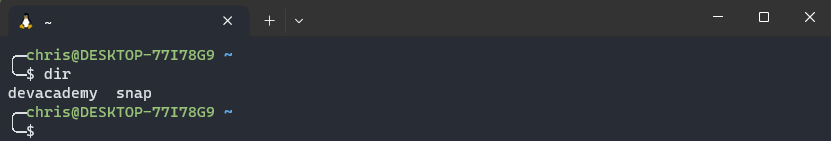 ~
chris@DESKTOP-77I78G9 ~
$ dir
devacademy  snap
chris@DESKTOP-77I78G9 ~
$